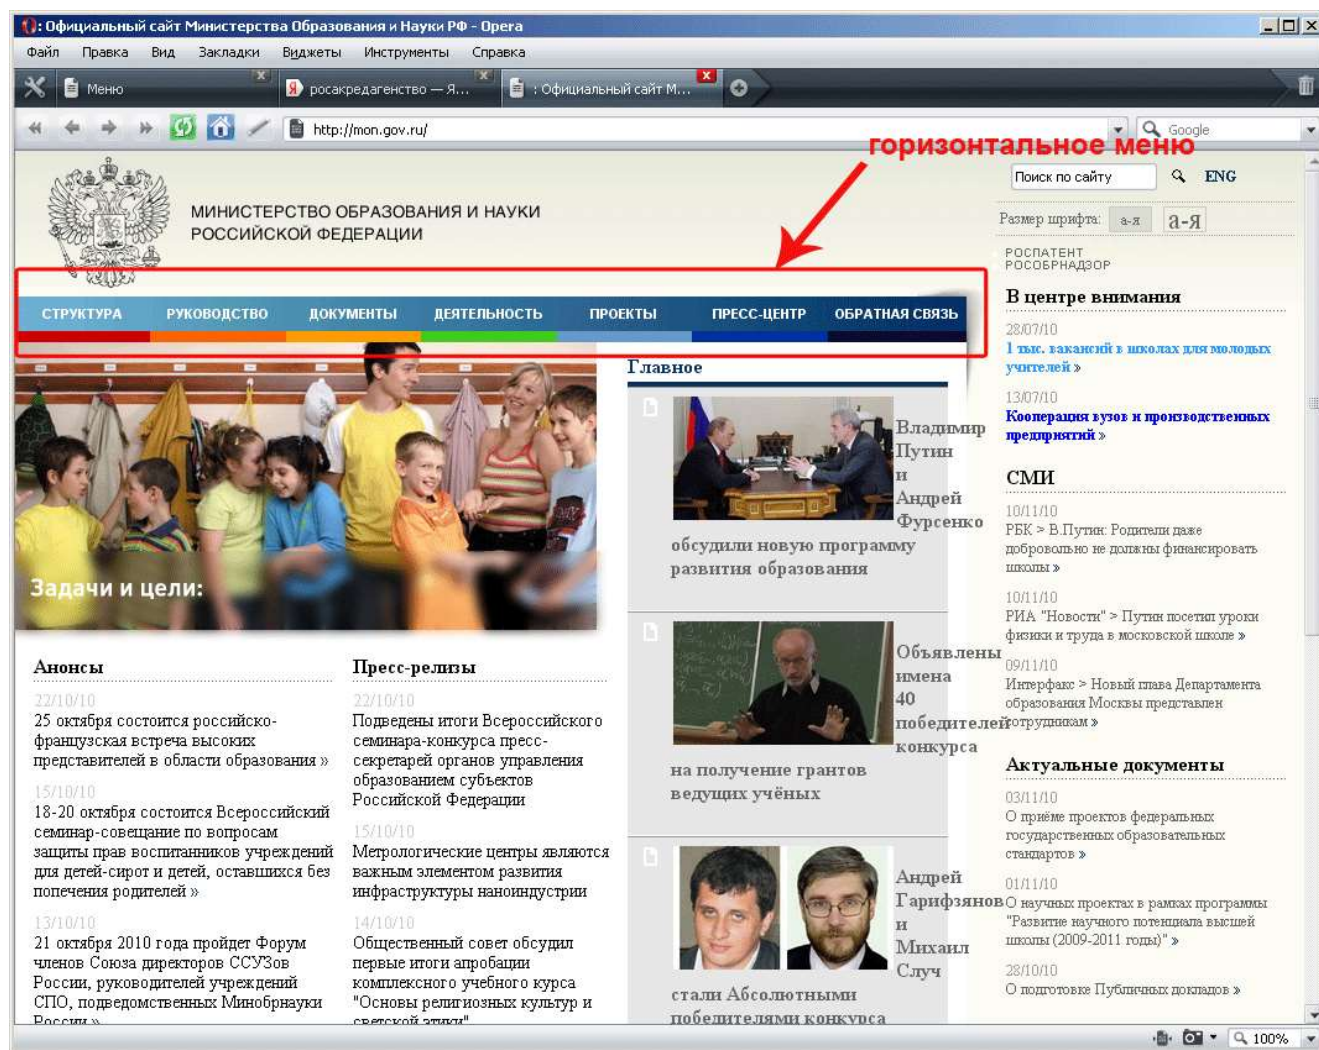 : Официальный сайт Министерства Образования и Науки РФ - Opera
Файл Правка Вид Закладки Виджеты Инструменты Справка
Меню
росакредагенство — Я...
: Официальный сайт М...
http://mon.gov.ru/
Google
горизонтальное меню
МИНИСТЕРСТВО ОБРАЗОВАНИЯ И НАУКИ
РОССИЙСКОЙ ФЕДЕРАЦИИ
Поиск по сайту
ENG
Размер шрифта: а-я а-я
РОСПАТЕНТ
РОСОБРНАДЗОР
СТРУКТУРА РУКОВОДСТВО ДОКУМЕНТЫ ДЕЯТЕЛЬНОСТЬ ПРОЕКТЫ ПРЕСС-ЦЕНТР ОБРАТНАЯ СВЯЗЬ
Задачи и цели:
Анонсы
22/10/10
25 октября состоится российско-
французская встреча высоких
представителей в области образования »
15/10/10
18-20 октября состоится Всероссийский
семинар-совещание по вопросам
защиты прав воспитанников учреждений
для детей-сирот и детей, оставшихся без
попечения родителей »
13/10/10
21 октября 2010 года пройдет Форум
членов Союза директоров ССУЗов
России, руководителей учреждений
СПО, подведомственных Минобрнауки
России »
Пресс-релизы
22/10/10
Подведены итоги Всероссийского
семинара-конкурса пресс-
секретарей органов управления
образованием субъектов
Российской Федерации
15/10/10
Метрологические центры являются
важным элементом развития
инфраструктуры наноиндустрии
14/10/10
Общественный совет обсудил
первые итоги апробации
комплексного учебного курса
"Основы религиозных культур и
светской этики"
Главное
Владимир
Путин
и
Андрей
Фурсенко
обсудили новую программу
развития образования
Объявлены
имена
40
победителей
конкурса
на получение грантов
ведущих учёных
Андрей
Гарифзянов
и
Михаил
Случ
стали Абсолютными
победителями конкурса
В центре внимания
28/07/10
1 тыс. вакансий в школах для молодых
учителей »
13/07/10
Кооперация вузов и производственных
предприятий »
СМИ
10/11/10
РБК > В.Путин: Родители даже
добровольно не должны финансировать
школы »
10/11/10
РИА "Новости" > Путин посетил уроки
физики и труда в московской школе »
09/11/10
Интерфакс > Новый глава Департамента
образования Москвы представлен
сотрудникам »
Актуальные документы
03/11/10
О приёме проектов федеральных
государственных образовательных
стандартов »
01/11/10
О научных проектах в рамках программы
"Развитие научного потенциала высшей
школы (2009-2011 годы)" »
28/10/10
О подготовке Публичных докладов »
100%